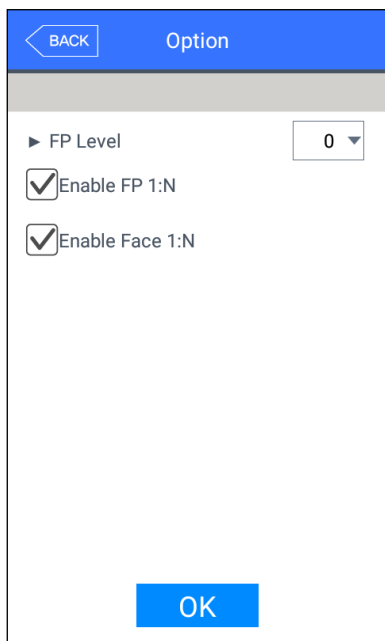 BACK Option
► FP Level 0
Enable FP 1:N
Enable Face 1:N
OK